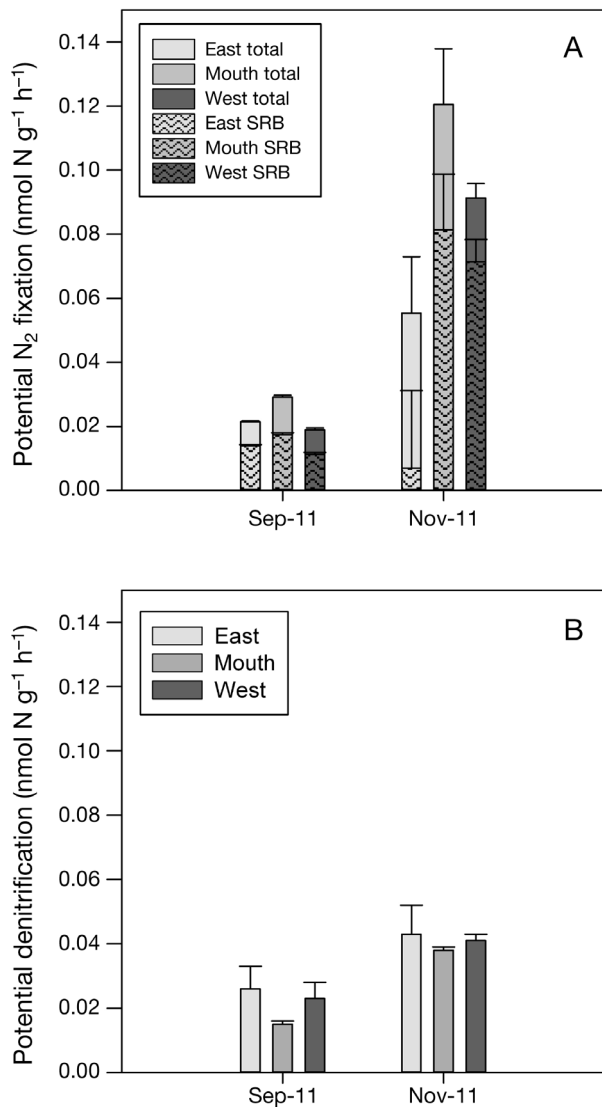 A
East total
Mouth total
West total
East SRB
Mouth SRB
West SRB
Potential N₂ fixation (nmol N g⁻¹ h⁻¹)
0.14
0.12
0.10
0.08
0.06
0.04
0.02
0.00
Sep-11 Nov-11
B
East
Mouth
West
Potential denitrification (nmol N g⁻¹ h⁻¹)
0.14
0.12
0.10
0.08
0.06
0.04
0.02
0.00
Sep-11 Nov-11